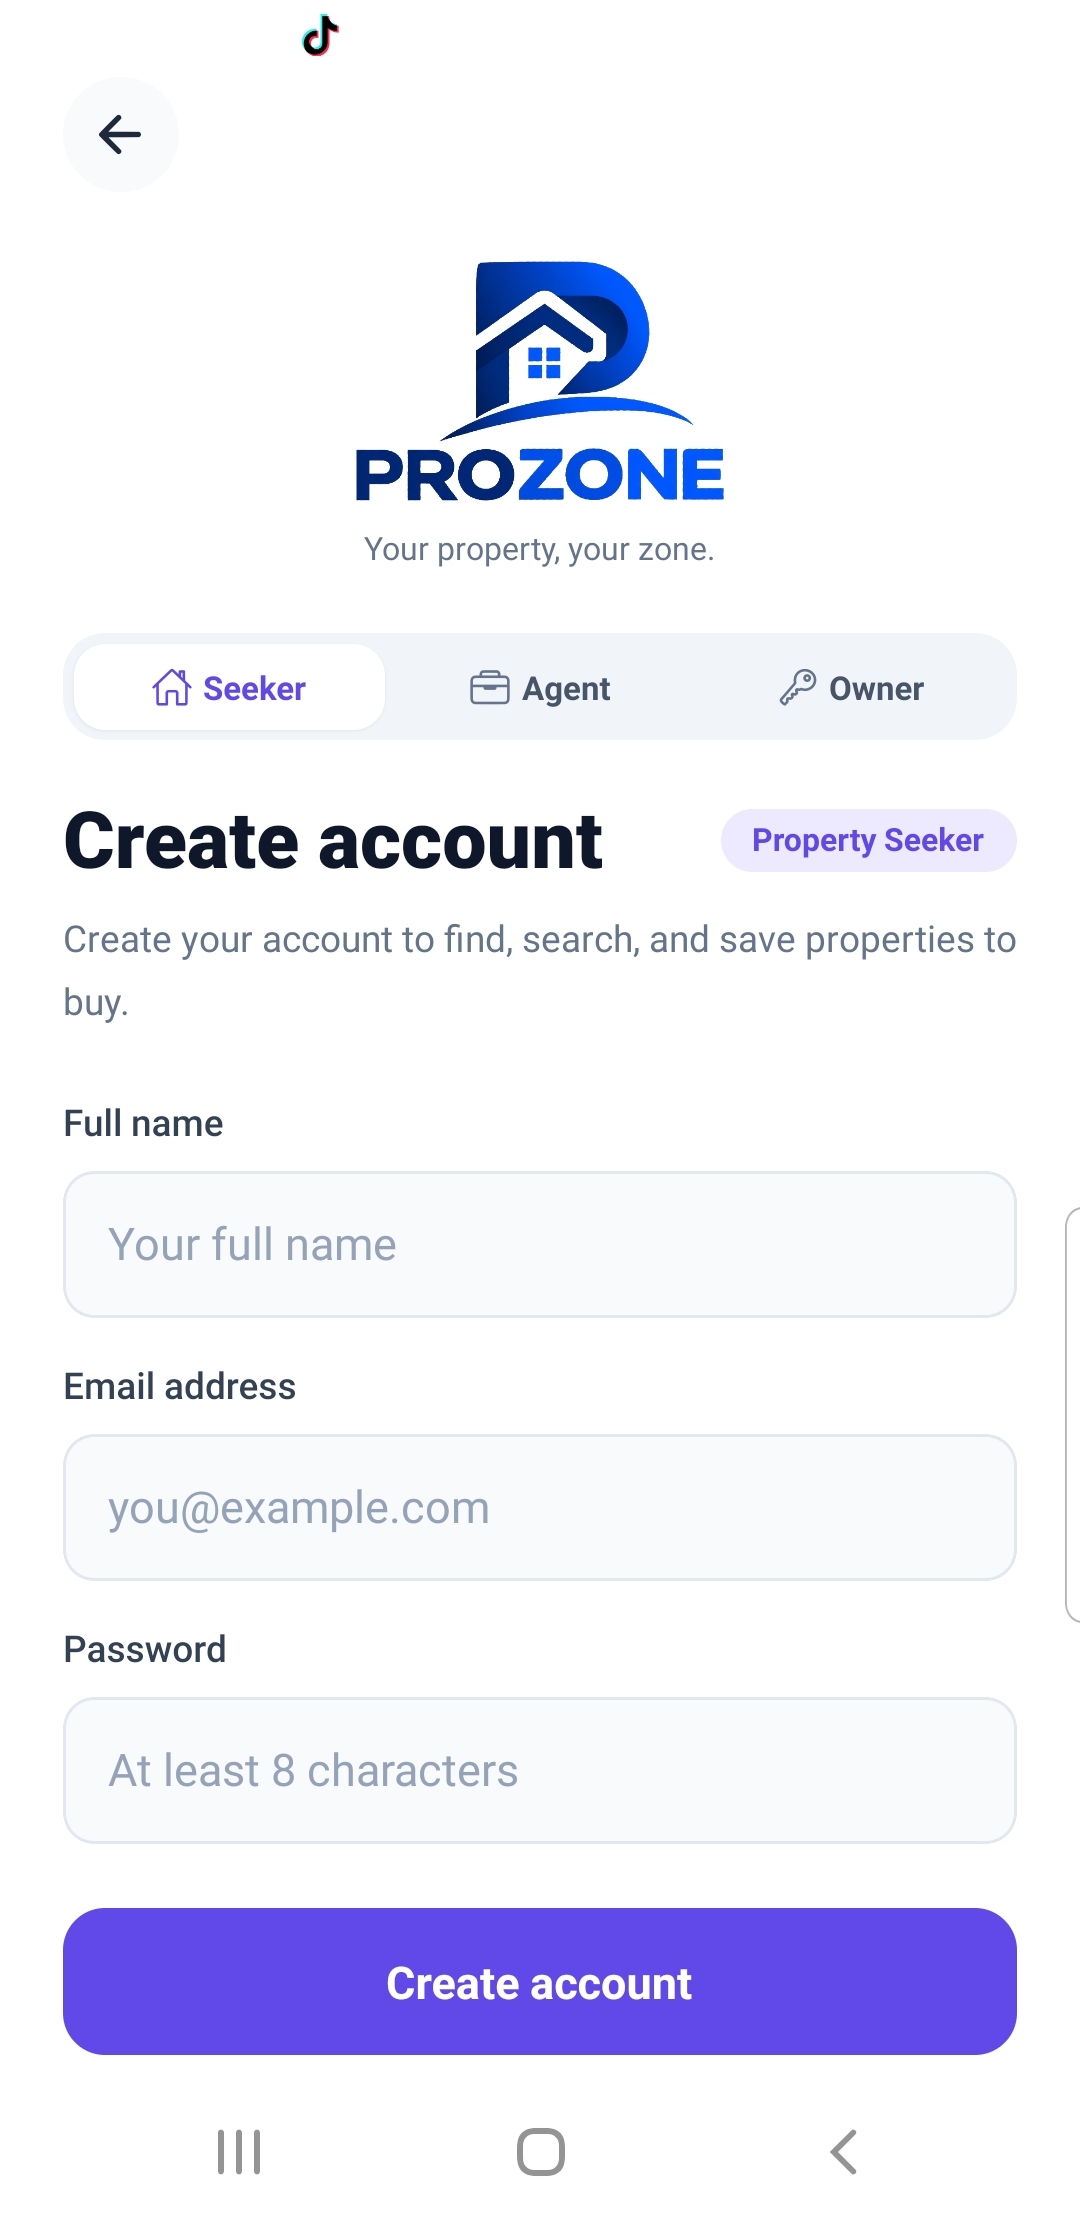 PROZONE
Your property, your zone.
Seeker
Agent
Owner
Create account
Property Seeker
Create your account to find, search, and save properties to
buy.
Full name
Your full name
Email address
you@example.com
Password
At least 8 characters
Create account